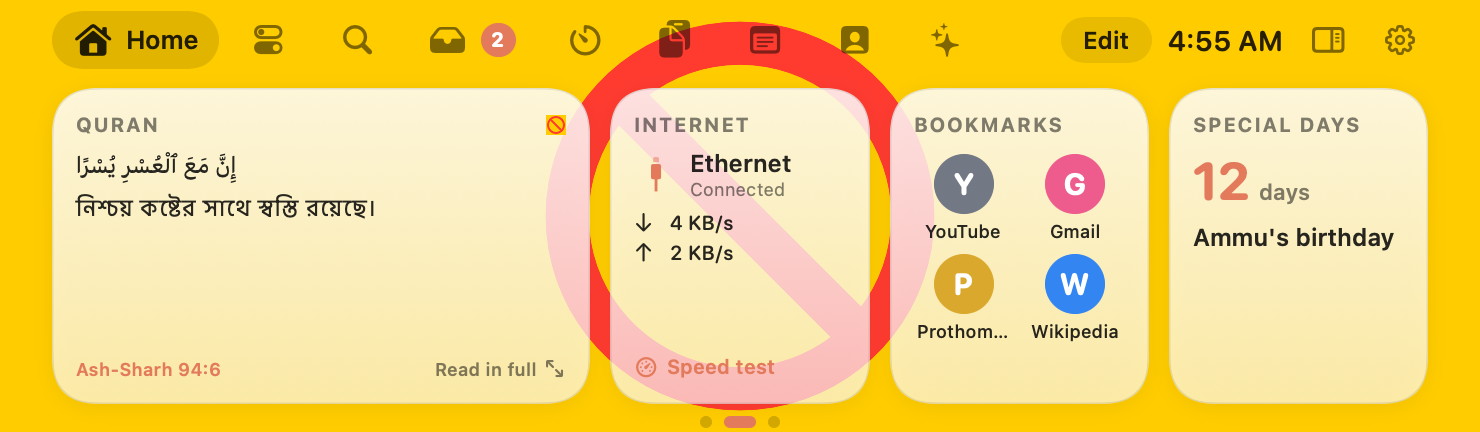 Home
2
Edit
4:55 AM
QURAN
إِنَّ مَعَ ٱلْعُسْرِ يُسْرًا
নিশ্চয় কষ্টের সাথে স্বস্তি রয়েছে।
Ash-Sharh 94:6
Read in full
INTERNET
Ethernet
Connected
4 KB/s
2 KB/s
Speed test
BOOKMARKS
Y
YouTube
G
Gmail
P
Prothom...
W
Wikipedia
SPECIAL DAYS
12 days
Ammu's birthday